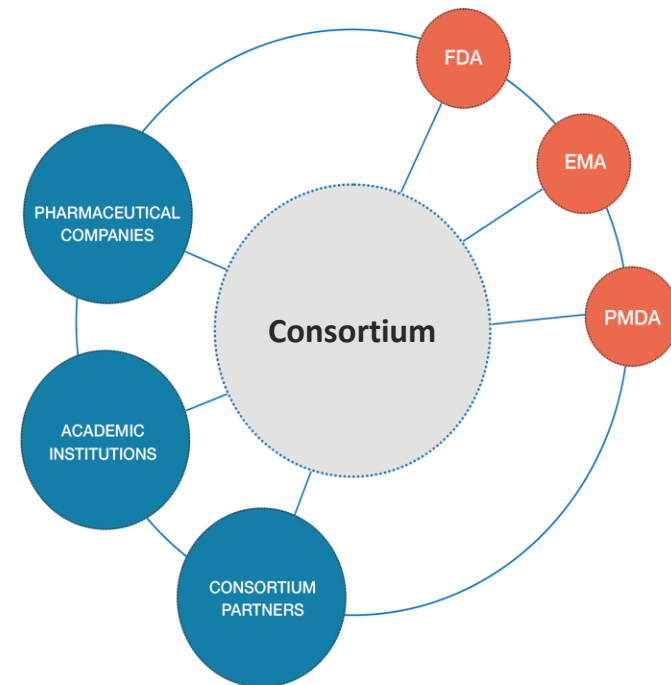 FDA
EMA
PHARMACEUTICAL
COMPANIES
PMDA
Consortium
ACADEMIC
INSTITUTIONS
CONSORTIUM
PARTNERS